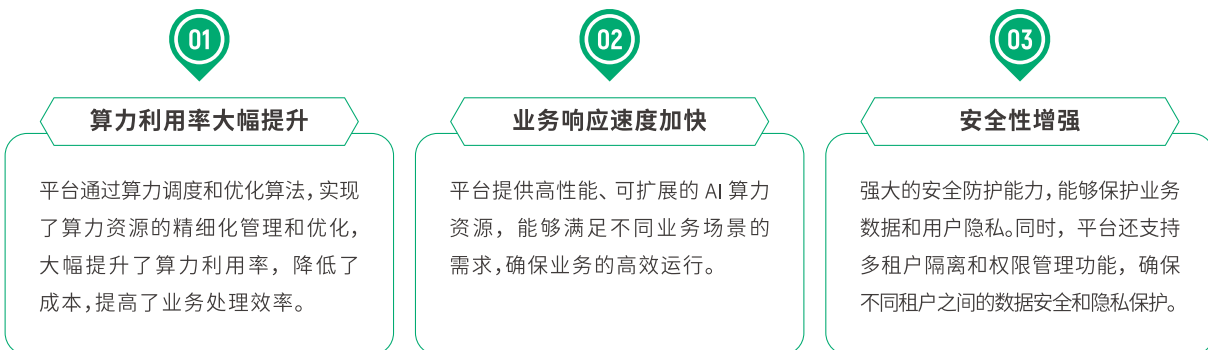 01
算力利用率大幅提升
平台通过算力调度和优化算法,实现
了算力资源的精细化管理和优化,
大幅提升了算力利用率,降低了
成本,提高了业务处理效率。
02
业务响应速度加快
平台提供高性能、可扩展的 AI 算力
资源,能够满足不同业务场景的
需求,确保业务的高效运行。
03
安全性增强
强大的安全防护能力,能够保护业务
数据和用户隐私。同时,平台还支持
多租户隔离和权限管理功能,确保
不同租户之间的数据安全和隐私保护。